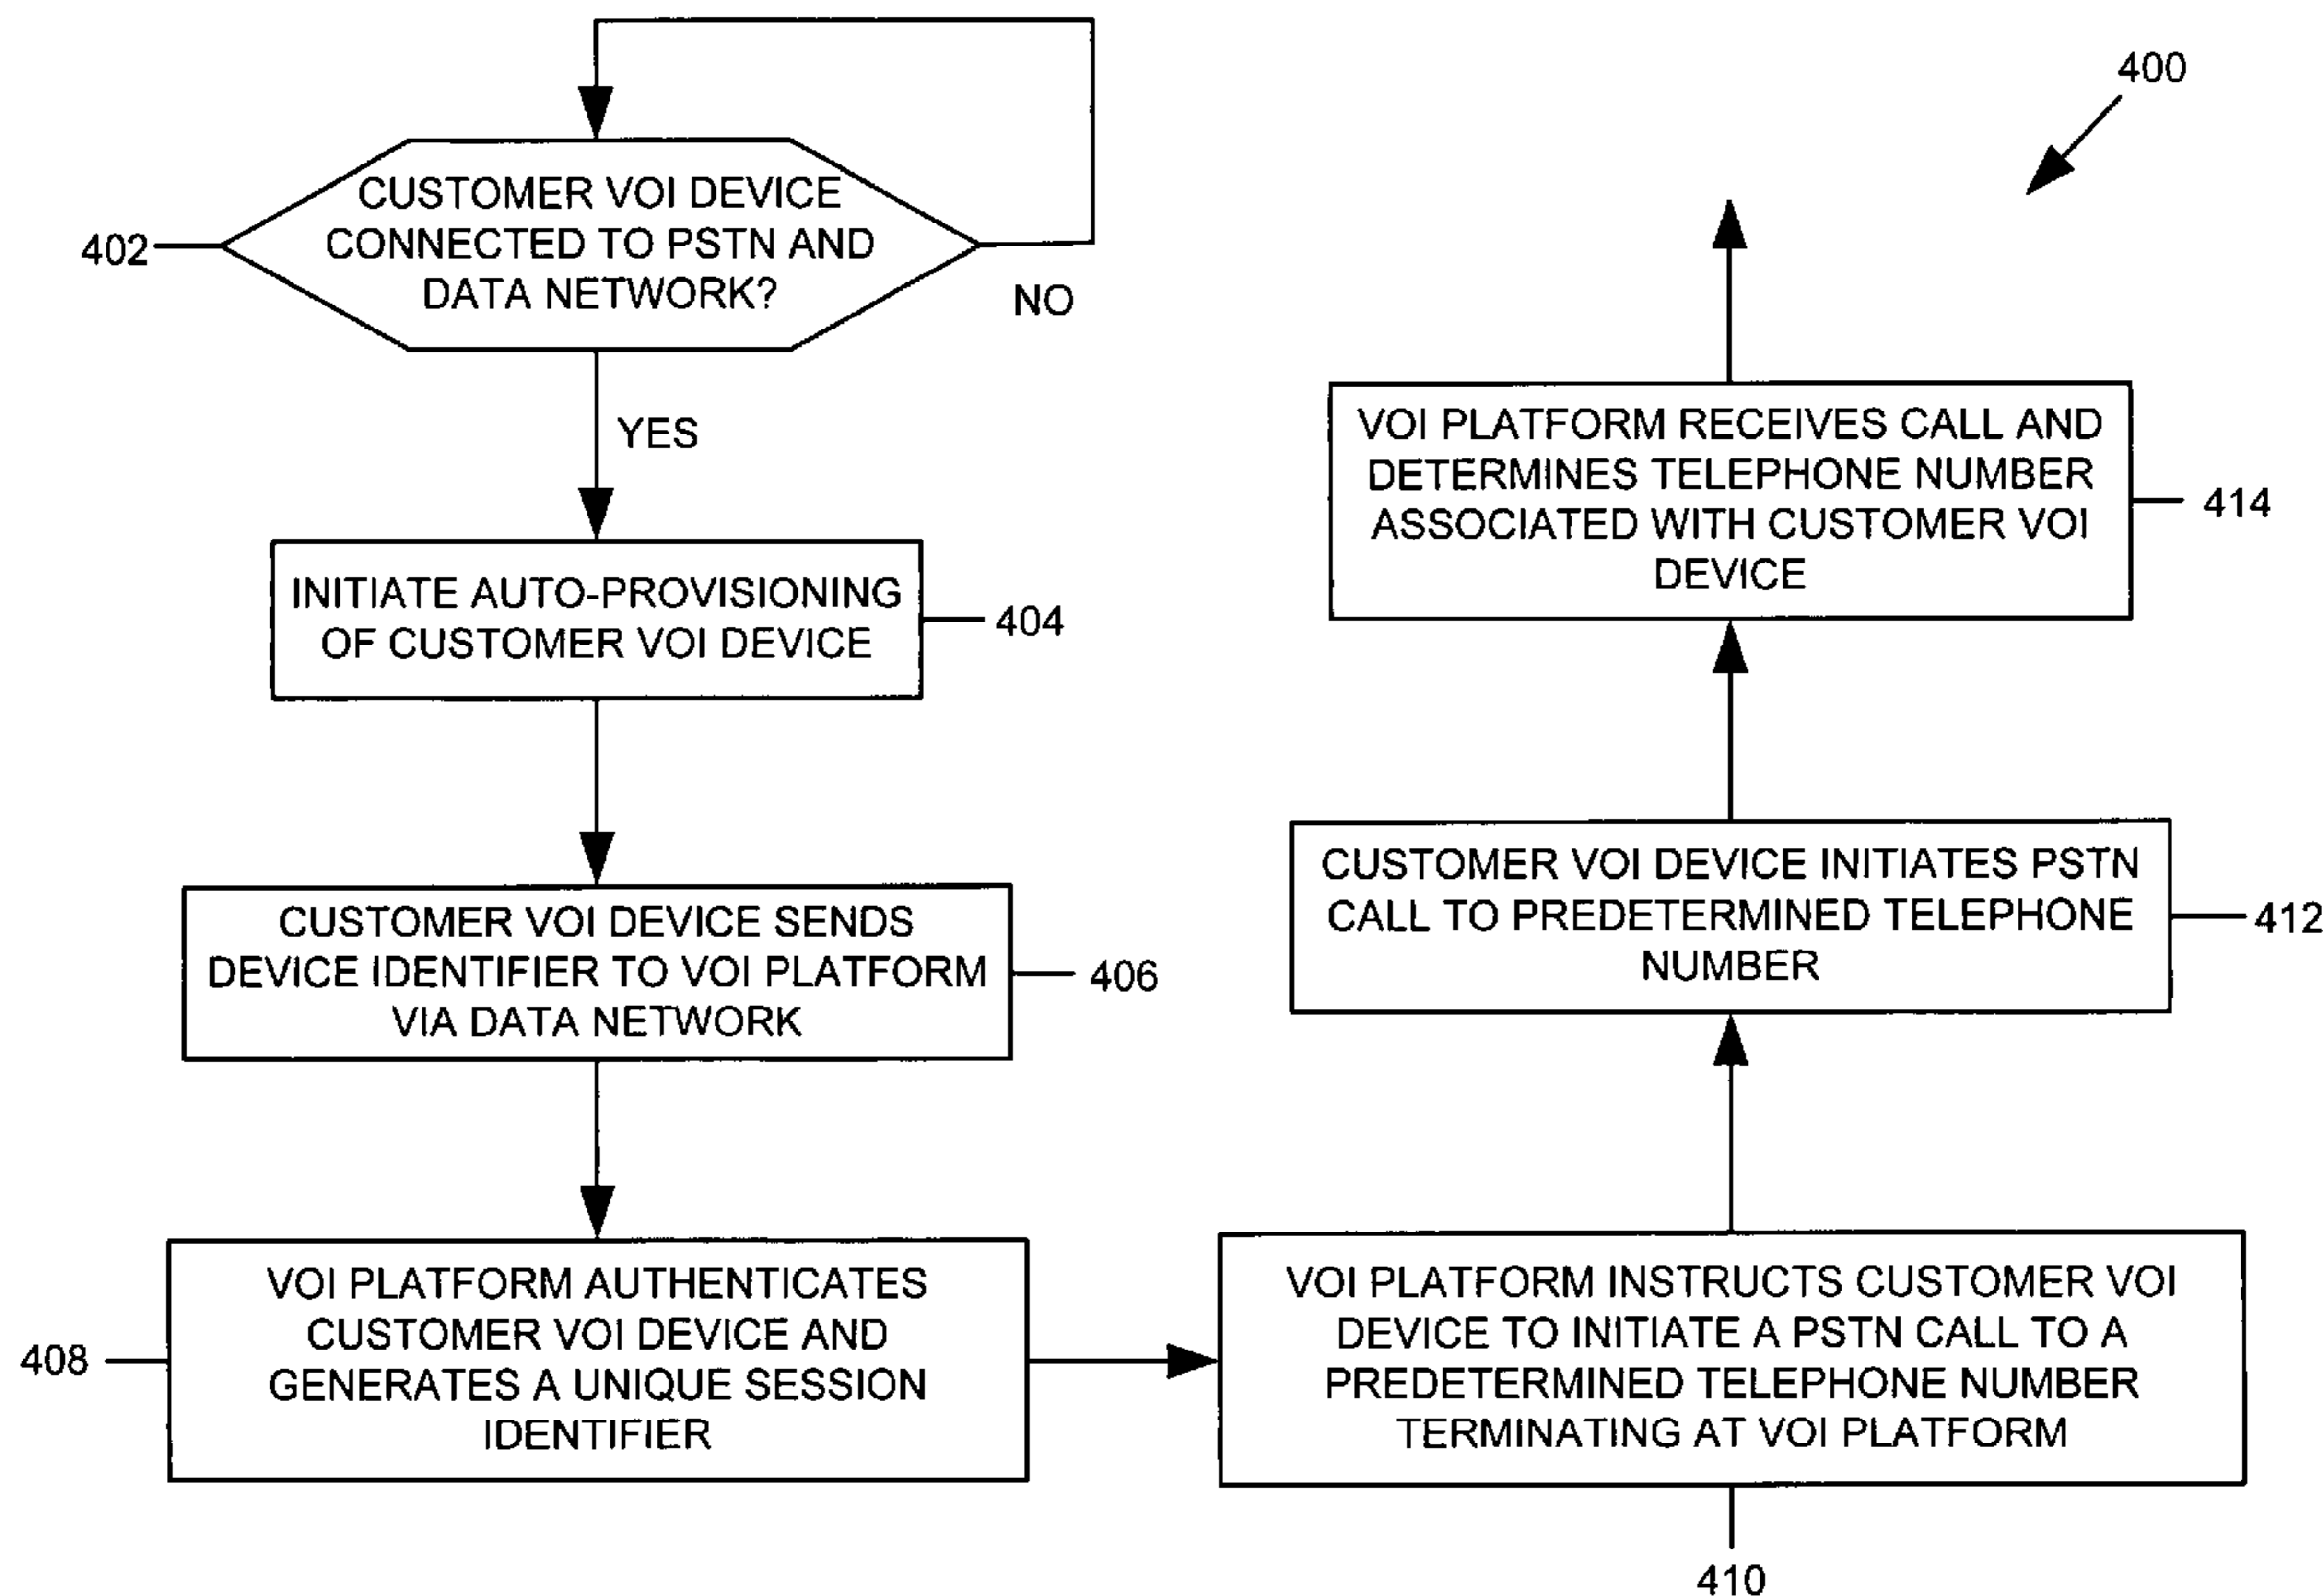 400
CUSTOMER VOI DEVICE
CONNECTED TO PSTN AND
DATA NETWORK?
402
NO
YES
INITIATE AUTO-PROVISIONING
OF CUSTOMER VOI DEVICE
404
CUSTOMER VOI DEVICE SENDS
DEVICE IDENTIFIER TO VOI PLATFORM
VIA DATA NETWORK
406
VOI PLATFORM AUTHENTICATES
CUSTOMER VOI DEVICE AND
GENERATES A UNIQUE SESSION
IDENTIFIER
408
VOI PLATFORM INSTRUCTS CUSTOMER VOI
DEVICE TO INITIATE A PSTN CALL TO A
PREDETERMINED TELEPHONE NUMBER
TERMINATING AT VOI PLATFORM
410
CUSTOMER VOI DEVICE INITIATES PSTN
CALL TO PREDETERMINED TELEPHONE
NUMBER
412
VOI PLATFORM RECEIVES CALL AND
DETERMINES TELEPHONE NUMBER
ASSOCIATED WITH CUSTOMER VOI
DEVICE
414